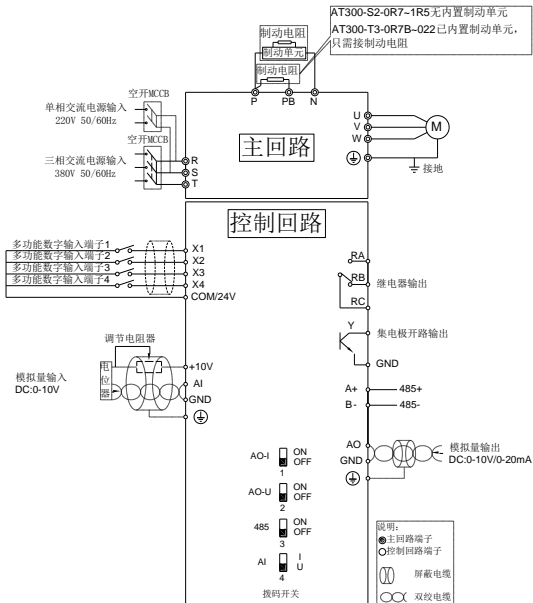 AT300-S2-0R7~1R5无内置制动单元
AT300-T3-0R7B~022已内置制动单元，
只需接制动电阻
制动电阻
制动单元
制动电阻
P PB N
空开MCCB
单相交流电源输入
220V 50/60Hz
空开MCCB
三相交流电源输入
380V 50/60Hz
R
S
T
主回路
U
V
W
M
接地
控制回路
多功能数字输入端子1
多功能数字输入端子2
多功能数字输入端子3
多功能数字输入端子4
X1
X2
X3
X4
COM/24V
RA
RB
RC
继电器输出
Y
集电极开路输出
GND
调节电阻器
电位器
模拟量输入
DC:0-10V
+10V
AI
GND
A+ 485+
B- 485-
AO
GND
模拟量输出
DC:0-10V/0-20mA
AO-I ON
OFF
1
AO-U ON
OFF
2
485 ON
OFF
3
AI I
U
4
拨码开关
说明:
主回路端子
控制回路端子
屏蔽电缆
双绞电缆